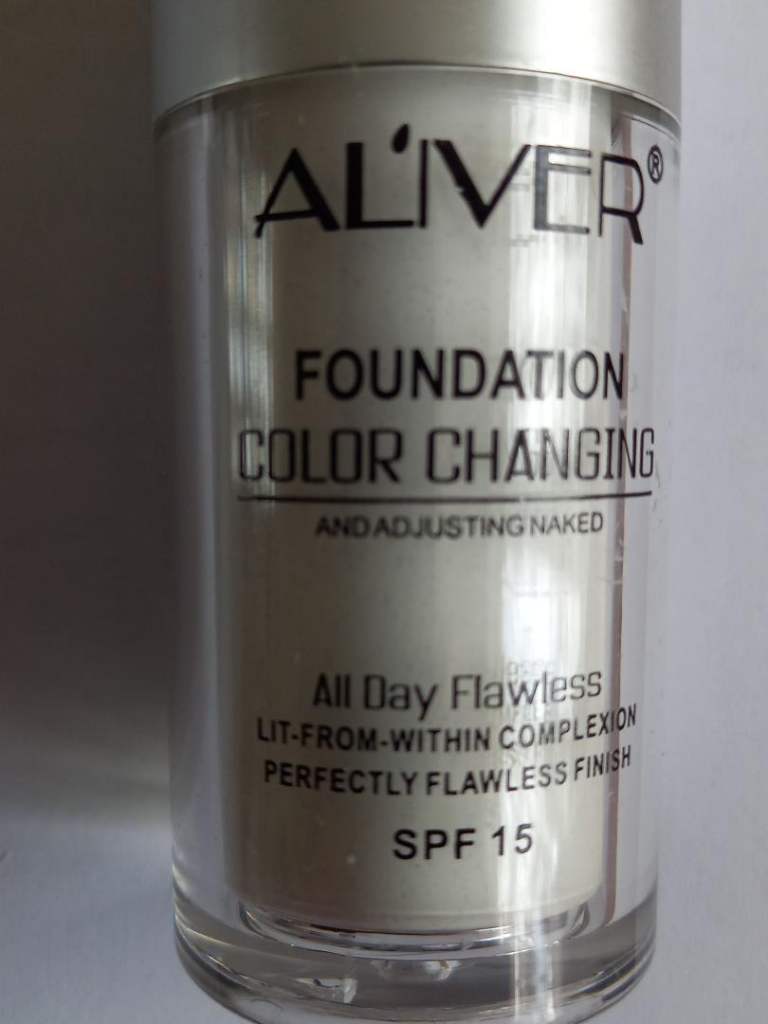 AL'IVER®
FOUNDATION
COLOR CHANGING
AND ADJUSTING NAKED
All Day Flawless
LIT-FROM-WITHIN COMPLEXION
PERFECTLY FLAWLESS FINISH
SPF 15